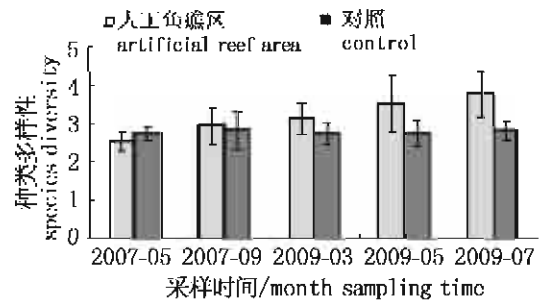 人工鱼礁区 对照
artificial reef area control
种类多样性
species diversity
5
4
3
2
1
0
2007-05 2007-09 2009-03 2009-05 2009-07
采样时间/month sampling time